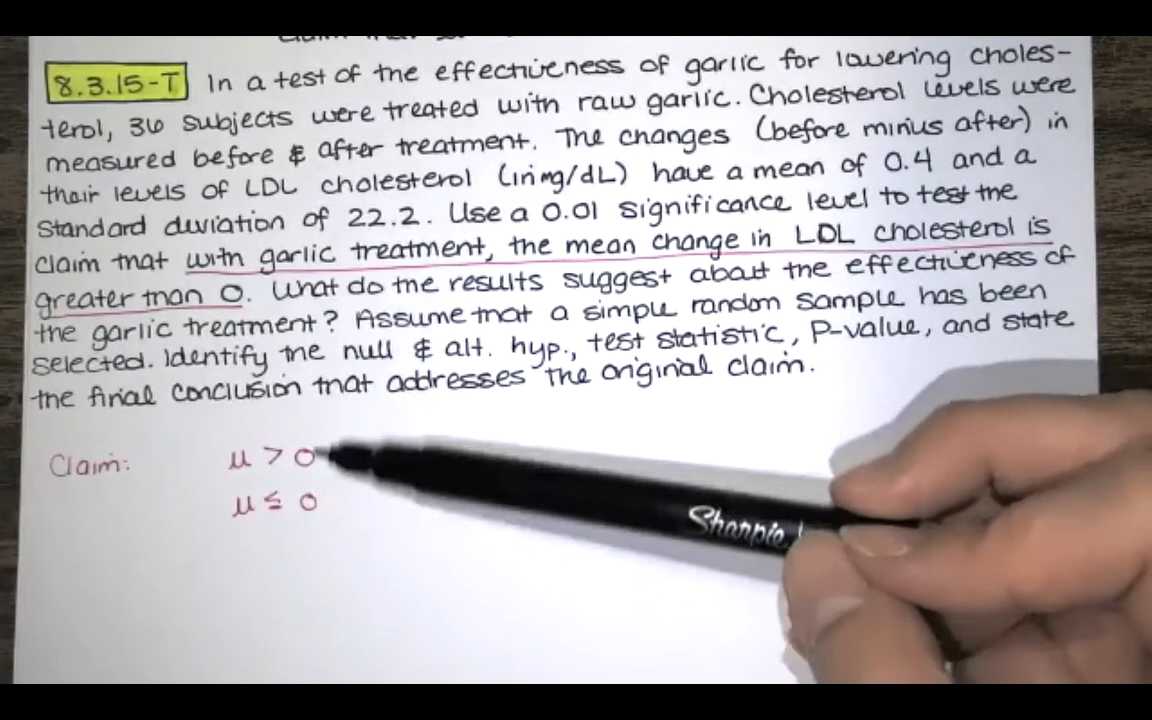 8.3.15-T In a test of the effectiveness of garlic for lowering choles-
terol, 36 subjects were treated with raw garlic. Cholesterol levels were
measured before & after treatment. The changes (before minus after) in
their levels of LDL cholesterol (in mg/dL) have a mean of 0.4 and a
standard deviation of 22.2. Use a 0.01 significance level to test the
claim that with garlic treatment, the mean change in LDL cholesterol is
greater than 0. What do the results suggest about the effectiveness of
the garlic treatment? Assume that a simple random sample has been
selected. Identify the null & alt. hyp., test statistic, P-value, and state
the final conclusion that addresses the original claim.
Claim: μ > 0
μ ≤ 0
Sharpie